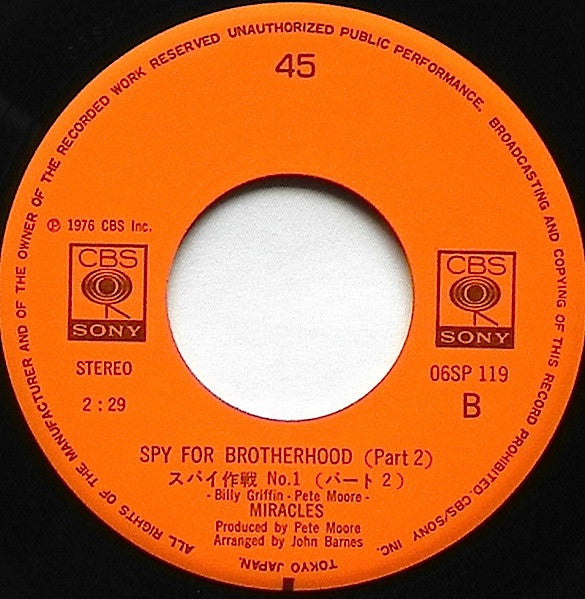 ALL RIGHTS OF THE MANUFACTURER AND OF THE OWNER OF THE RECORDED WORK RESERVED UNAUTHORIZED PUBLIC PERFORMANCE, BROADCASTING AND COPYING OF THIS RECORD PROHIBITED. CBS/SONY INC. TOKYO JAPAN.
45
℗ 1976 CBS Inc.
CBS
SONY
CBS
SONY
STEREO
2:29
06SP 119
B
SPY FOR BROTHERHOOD (Part 2)
スパイ作戦 No.1 (パート 2)
- Billy Griffin - Pete Moore -
MIRACLES
Produced by Pete Moore
Arranged by John Barnes